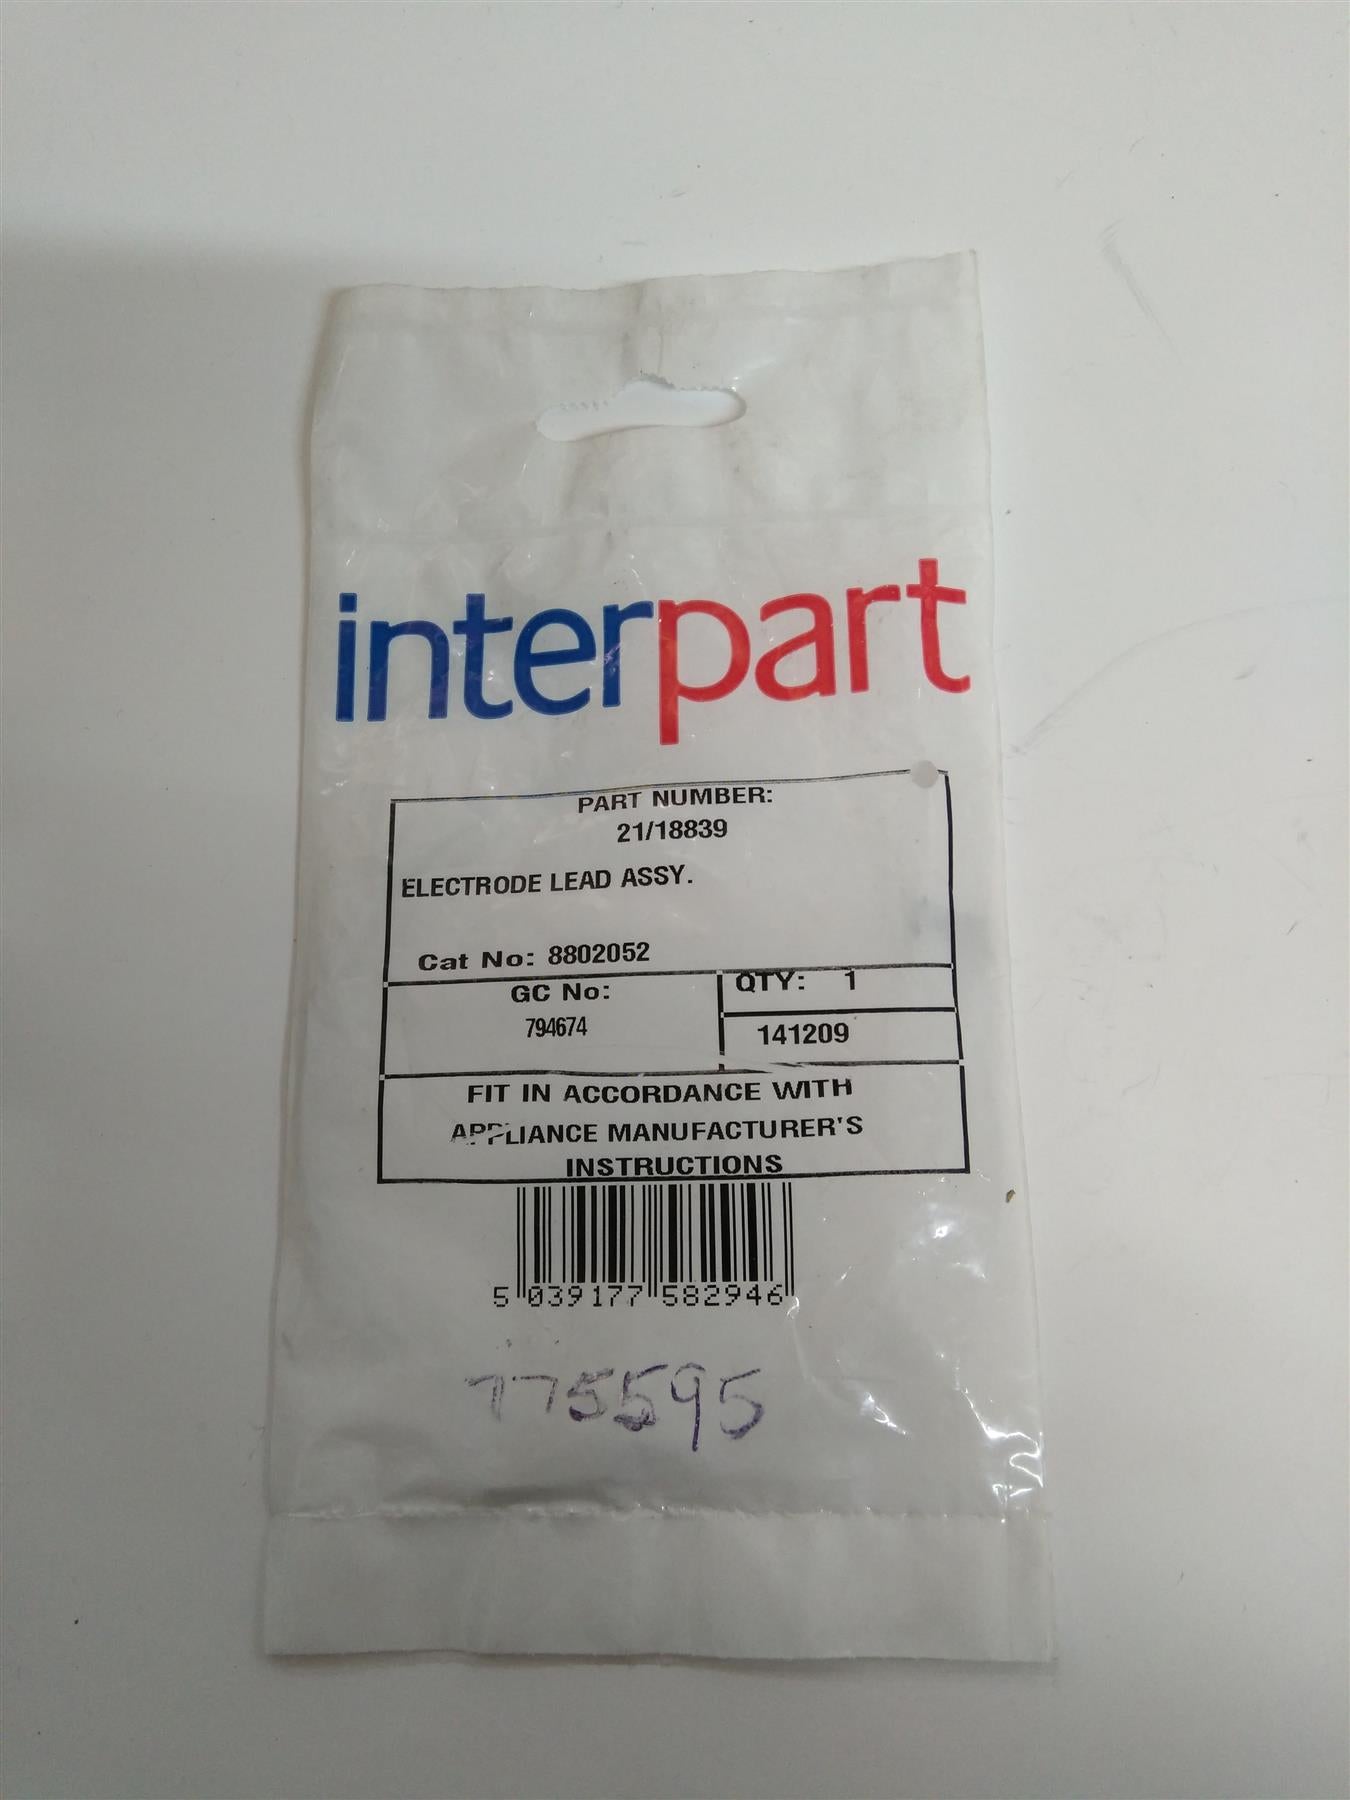 interpart
PART NUMBER:
21/18839
ELECTRODE LEAD ASSY.
Cat No: 8802052
GC No:
794674
QTY: 1
141209
FIT IN ACCORDANCE WITH
APPLIANCE MANUFACTURER'S
INSTRUCTIONS
5 039177 582946
775595